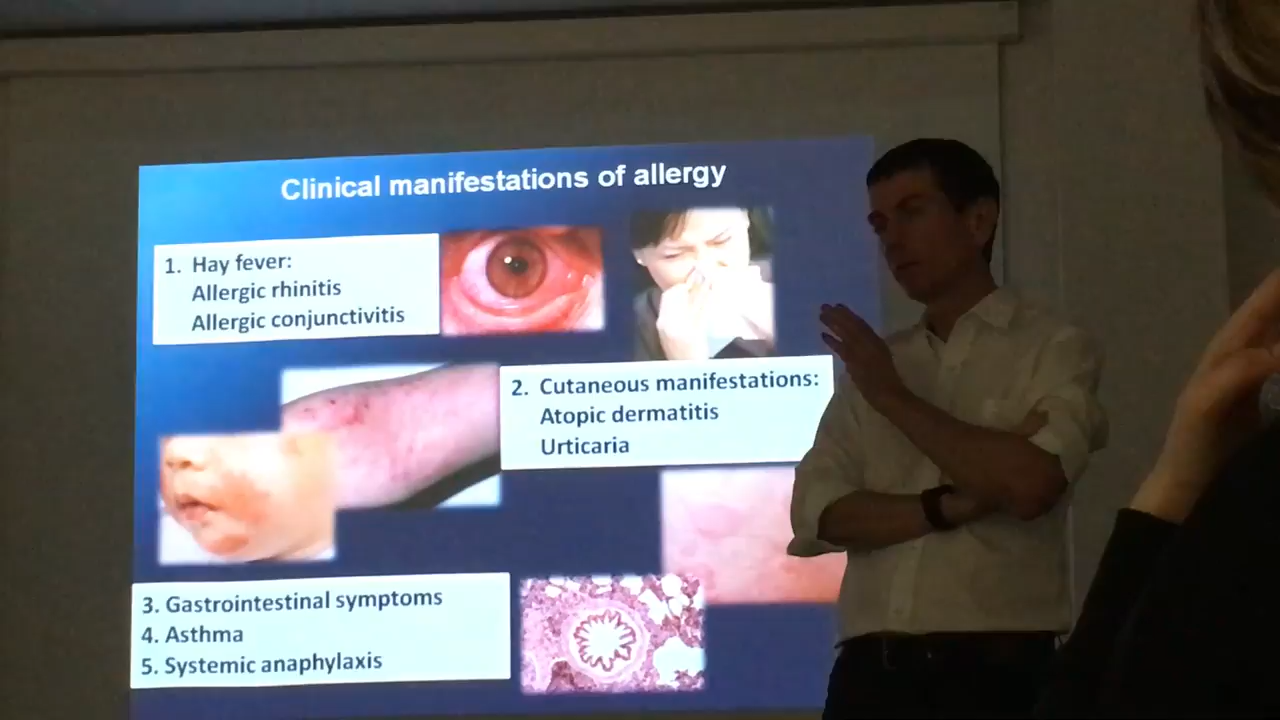 Clinical manifestations of allergy
1. Hay fever:
Allergic rhinitis
Allergic conjunctivitis
2. Cutaneous manifestations:
Atopic dermatitis
Urticaria
3. Gastrointestinal symptoms
4. Asthma
5. Systemic anaphylaxis